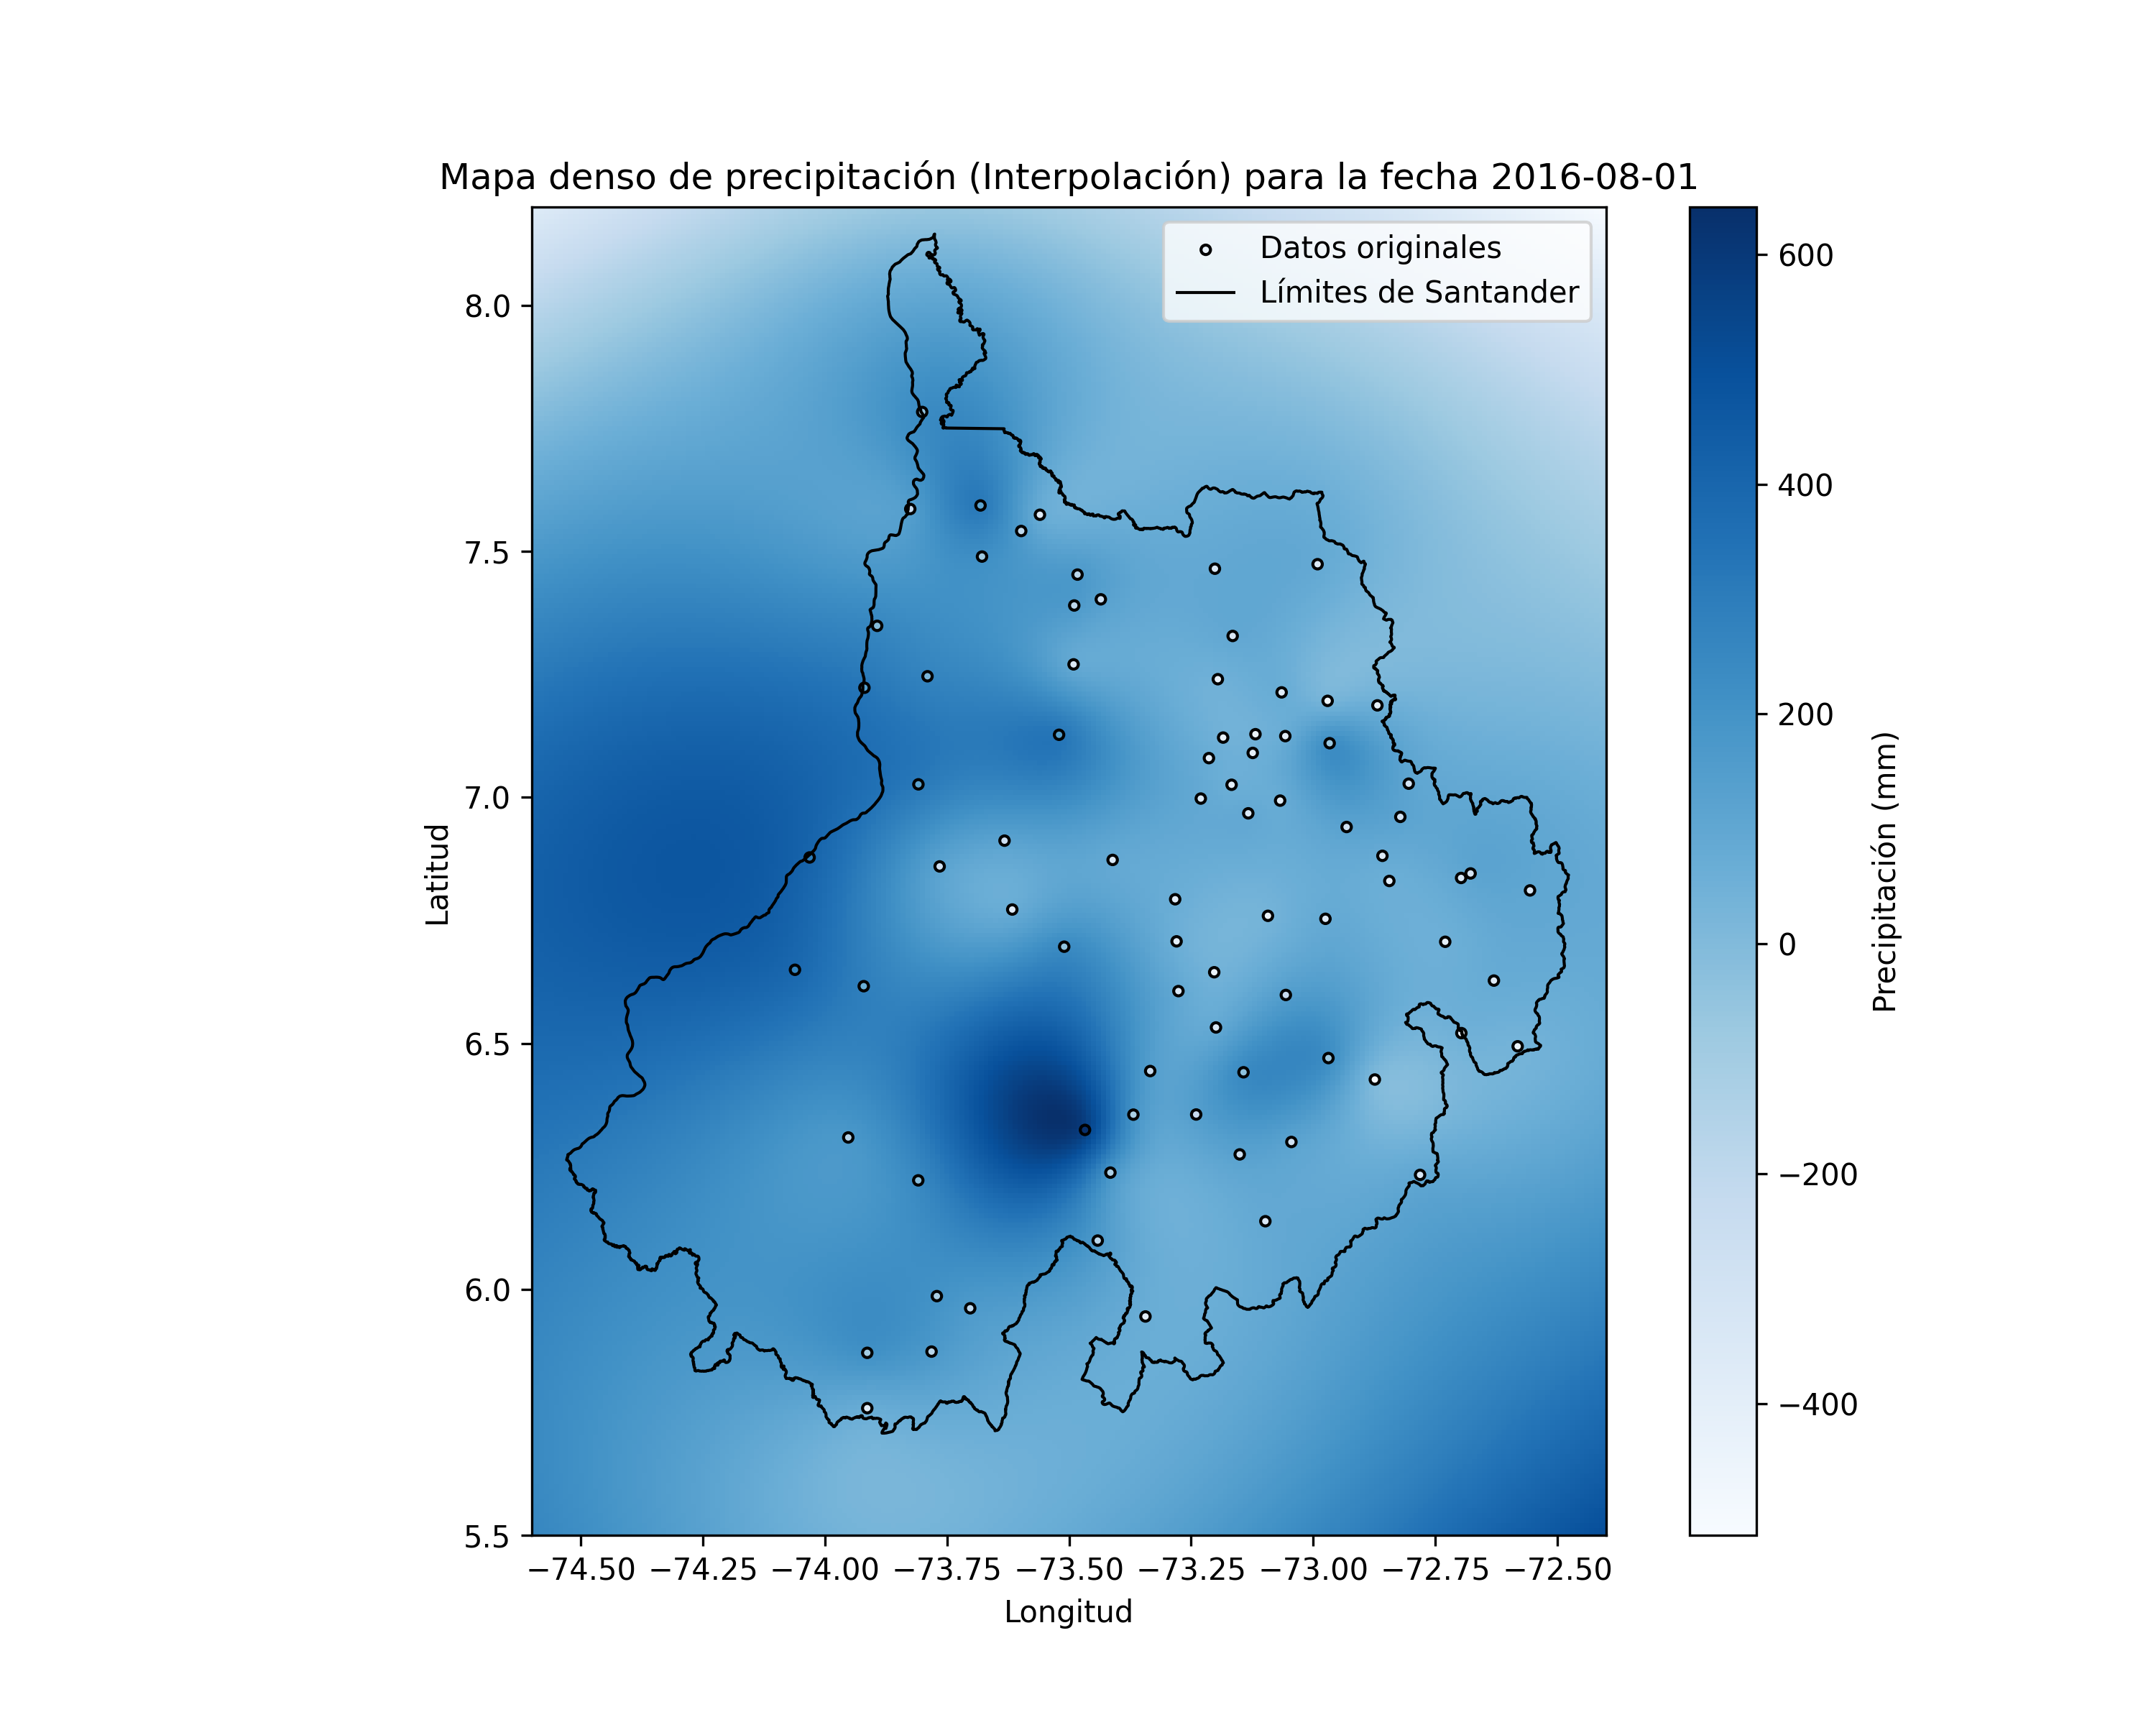 Mapa denso de precipitación (Interpolación) para la fecha 2016-08-01
Datos originales
Límites de Santander
8.0
7.5
7.0
6.5
6.0
5.5
Latitud
−74.50 −74.25 −74.00 −73.75 −73.50 −73.25 −73.00 −72.75 −72.50
Longitud
600
400
200
0
−200
−400
Precipitación (mm)